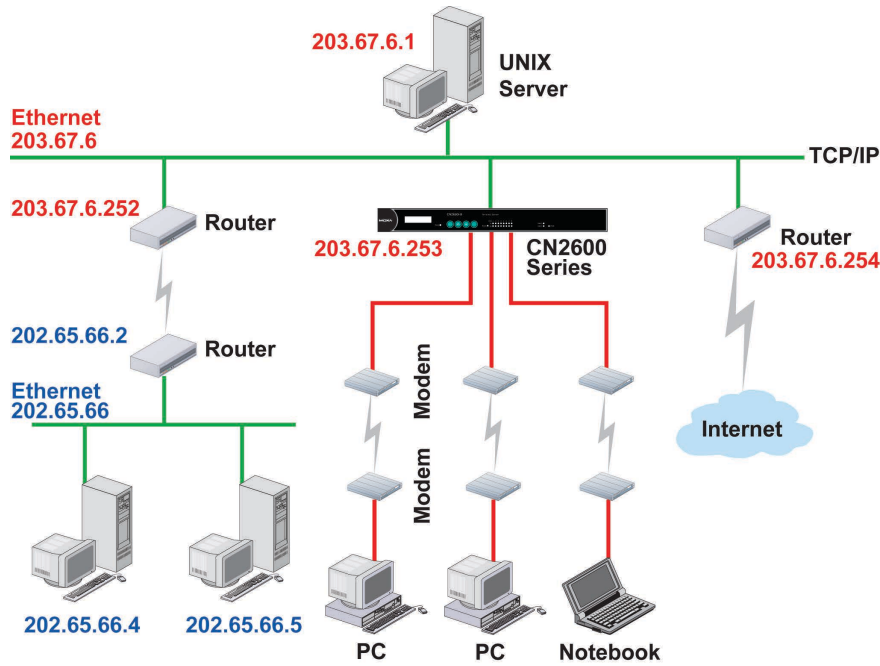 203.67.6.1
UNIX
Server
Ethernet
203.67.6
TCP/IP
203.67.6.252
Router
203.67.6.253
CN2600
Series
Router
203.67.6.254
202.65.66.2
Router
Ethernet
202.65.66
Modem
Internet
Modem
202.65.66.4
202.65.66.5
PC
PC
Notebook